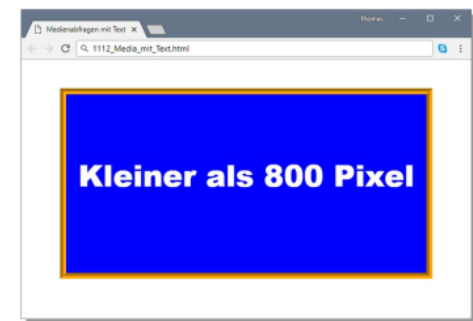 Thomas
Medienabfragen mit Text
1112_Media_mit_Text.html
Kleiner als 800 Pixel